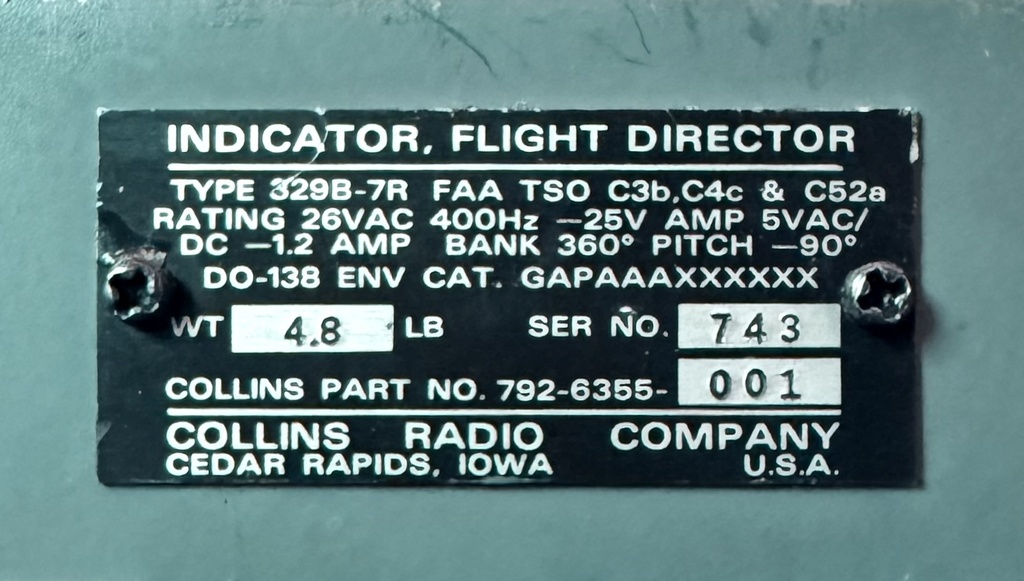 INDICATOR, FLIGHT DIRECTOR
TYPE 329B-7R FAA TSO C3b,C4c & C52a
RATING 26VAC 400Hz —25V AMP 5VAC/
DC —1.2 AMP BANK 360° PITCH —90°
DO-138 ENV CAT. GAPAAAXXXXXX
WT 4.8 LB SER NO. 743
COLLINS PART NO. 792-6355- 001
COLLINS RADIO COMPANY
CEDAR RAPIDS, IOWA U.S.A.